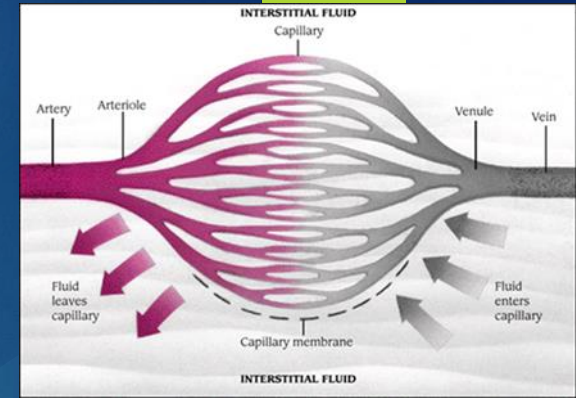 INTERSTITIAL FLUID
Capillary
Artery
Arteriole
Venule
Vein
Fluid
leaves
capillary
Fluid
enters
capillary
Capillary membrane
INTERSTITIAL FLUID